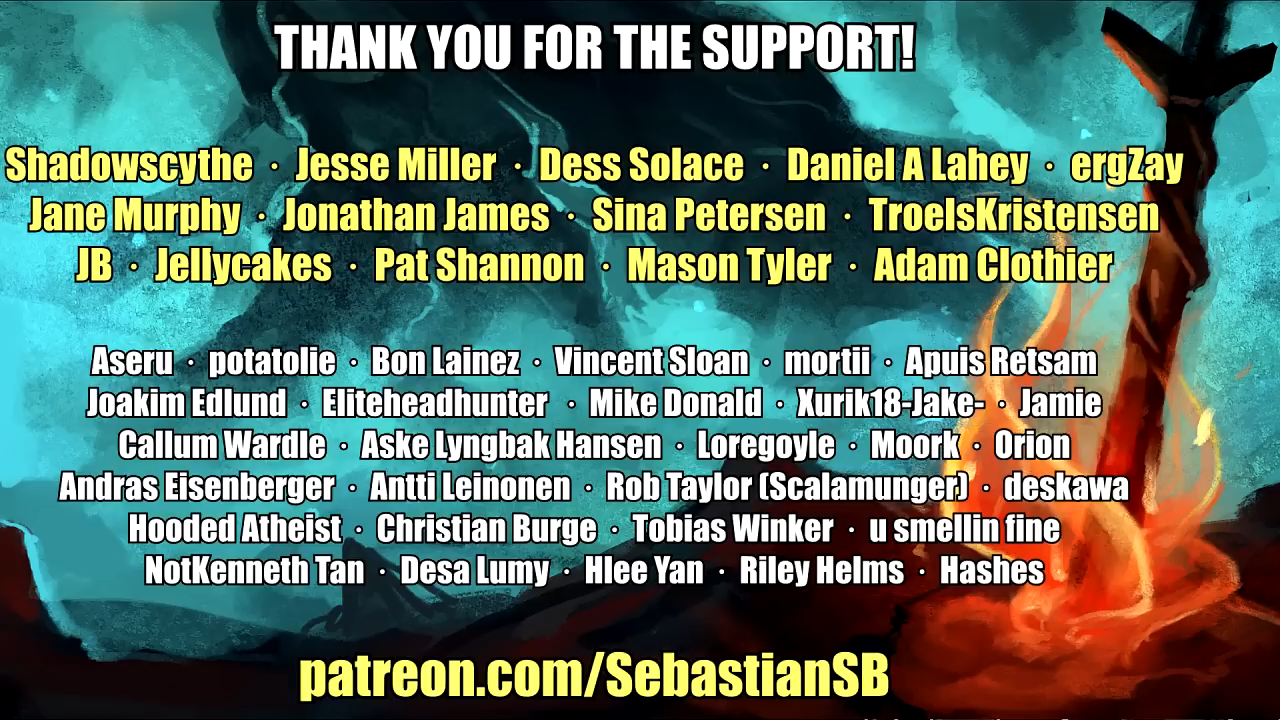 THANK YOU FOR THE SUPPORT!
Shadowscythe · Jesse Miller · Dess Solace · Daniel A Lahey · ergZay
Jane Murphy · Jonathan James · Sina Petersen · TroelsKristensen
JB · Jellycakes · Pat Shannon · Mason Tyler · Adam Clothier
Aseru · potatolie · Bon Lainez · Vincent Sloan · mortii · Apuis Retsam
Joakim Edlund · Eliteheadhunter · Mike Donald · Xurik18-Jake- · Jamie
Callum Wardle · Aske Lyngbak Hansen · Loregoyle · Moork · Orion
Andras Eisenberger · Antti Leinonen · Rob Taylor (Scalamunger) · deskawa
Hooded Atheist · Christian Burge · Tobias Winker · u smellin fine
NotKenneth Tan · Desa Lumy · Hlee Yan · Riley Helms · Hashes
patreon.com/SebastianSB